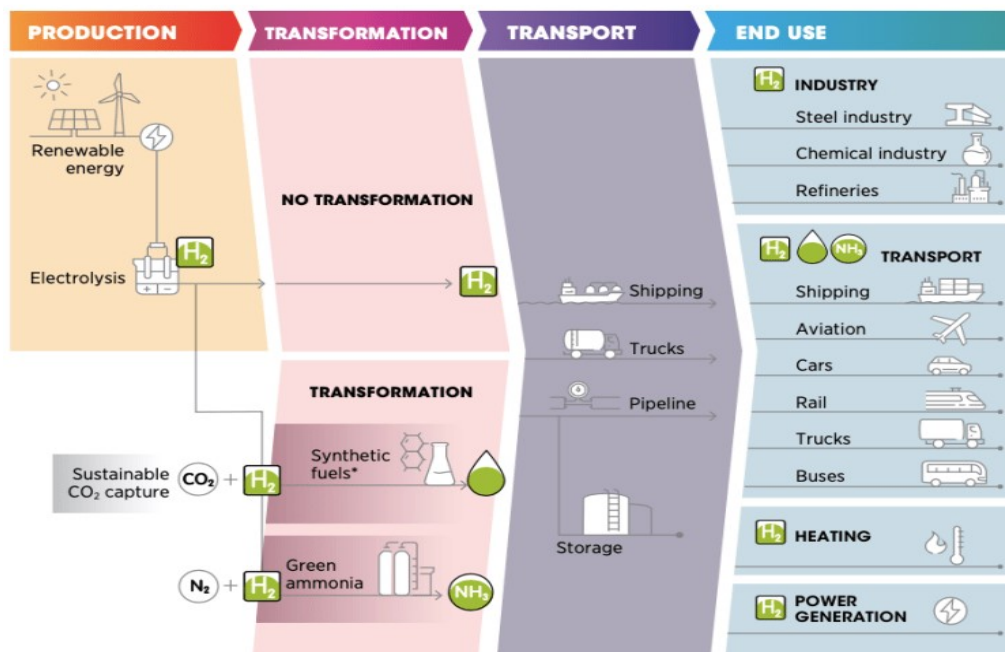 PRODUCTION
TRANSFORMATION
TRANSPORT
END USE
Renewable
energy
Electrolysis
H₂
NO TRANSFORMATION
H₂
TRANSFORMATION
Sustainable
CO₂ capture
CO₂ + H₂
Synthetic
fuels*
N₂ + H₂
Green
ammonia
NH₃
Shipping
Trucks
Pipeline
Storage
H₂ INDUSTRY
Steel industry
Chemical industry
Refineries
H₂ NH₃ TRANSPORT
Shipping
Aviation
Cars
Rail
Trucks
Buses
H₂ HEATING
H₂ POWER
GENERATION